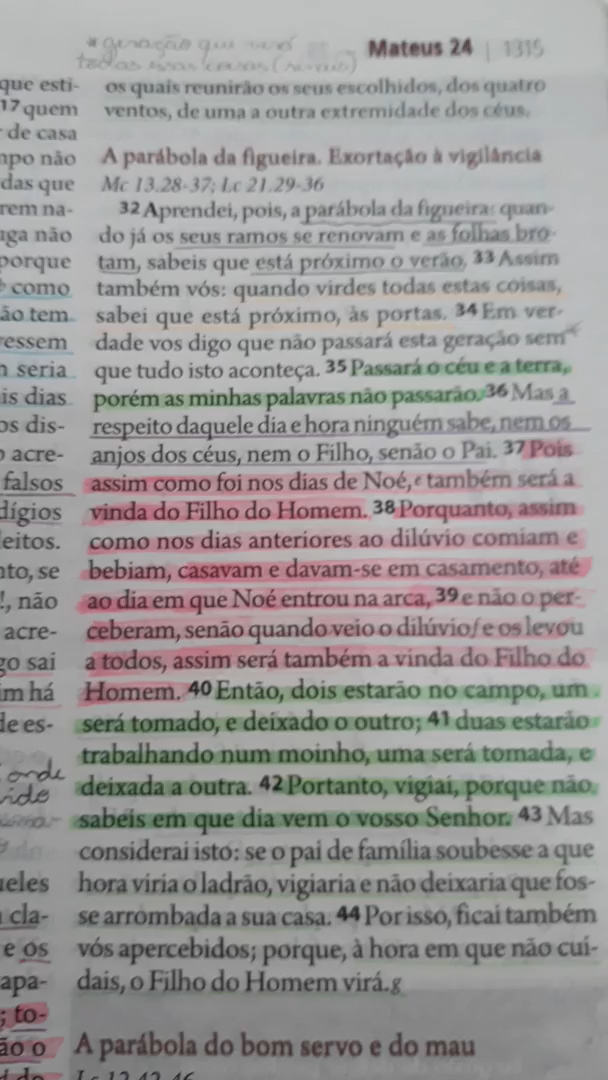 * geração que verá
todas essas coisas
Mateus 24 | 1315
que esti-
17 quem
de casa
mpo não
das que
rem na-
uga não
porque
como
ão tem
ressem
n seria
is dias
os dis-
acre-
falsos
dígios
leitos.
nto, se
!, não
acre-
go sai
im há
de es-
onde
ueles
cla-
e os
apa-
; to-
ão o
os quais reunirão os seus escolhidos, dos quatro
ventos, de uma a outra extremidade dos céus.
A parábola da figueira. Exortação à vigilância
Mc 13.28-37; Lc 21.29-36
32 Aprendei, pois, a parábola da figueira: quan-
do já os seus ramos se renovam e as folhas bro-
tam, sabeis que está próximo o verão. 33 Assim
também vós: quando virdes todas estas coisas,
sabei que está próximo, às portas. 34 Em ver-
dade vos digo que não passará esta geração sem
que tudo isto aconteça. 35 Passará o céu e a terra,
porém as minhas palavras não passarão. 36 Mas a
respeito daquele dia e hora ninguém sabe, nem os
anjos dos céus, nem o Filho, senão o Pai. 37 Pois
assim como foi nos dias de Noé, também será a
vinda do Filho do Homem. 38 Porquanto, assim
como nos dias anteriores ao dilúvio comiam e
bebiam, casavam e davam-se em casamento, até
ao dia em que Noé entrou na arca, 39 e não o per-
ceberam, senão quando veio o dilúvio e os levou
a todos, assim será também a vinda do Filho do
Homem. 40 Então, dois estarão no campo, um
será tomado, e deixado o outro; 41 duas estarão
trabalhando num moinho, uma será tomada, e
deixada a outra. 42 Portanto, vigiai, porque não
sabeis em que dia vem o vosso Senhor. 43 Mas
considerai isto: se o pai de família soubesse a que
hora viria o ladrão, vigiaria e não deixaria que fos-
se arrombada a sua casa. 44 Por isso, ficai também
vós apercebidos; porque, à hora em que não cui-
dais, o Filho do Homem virá. g
A parábola do bom servo e do mau
Lc 12.42-46